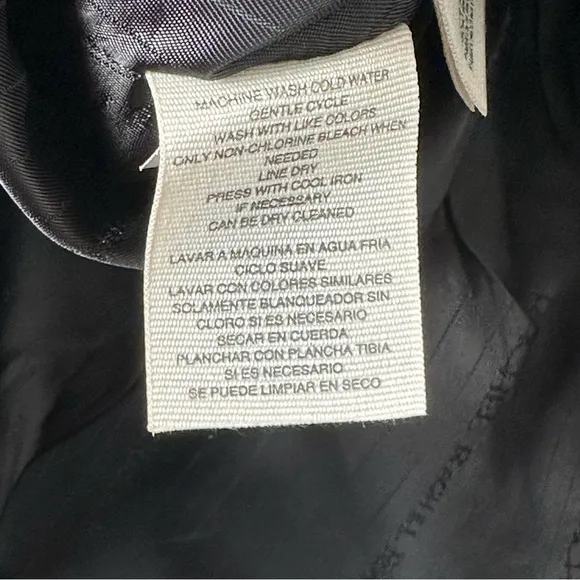 MACHINE WASH COLD WATER
GENTLE CYCLE
WASH WITH LIKE COLORS
ONLY NON-CHLORINE BLEACH WHEN
NEEDED
LINE DRY
PRESS WITH COOL IRON
IF NECESSARY
CAN BE DRY CLEANED
LAVAR A MAQUINA EN AGUA FRIA
CICLO SUAVE
LAVAR CON COLORES SIMILARES
SOLAMENTE BLANQUEADOR SIN
CLORO SI ES NECESARIO
SECAR EN CUERDA
PLANCHAR CON PLANCHA TIBIA
SI ES NECESARIO
SE PUEDE LIMPIAR EN SECO
RACHEL